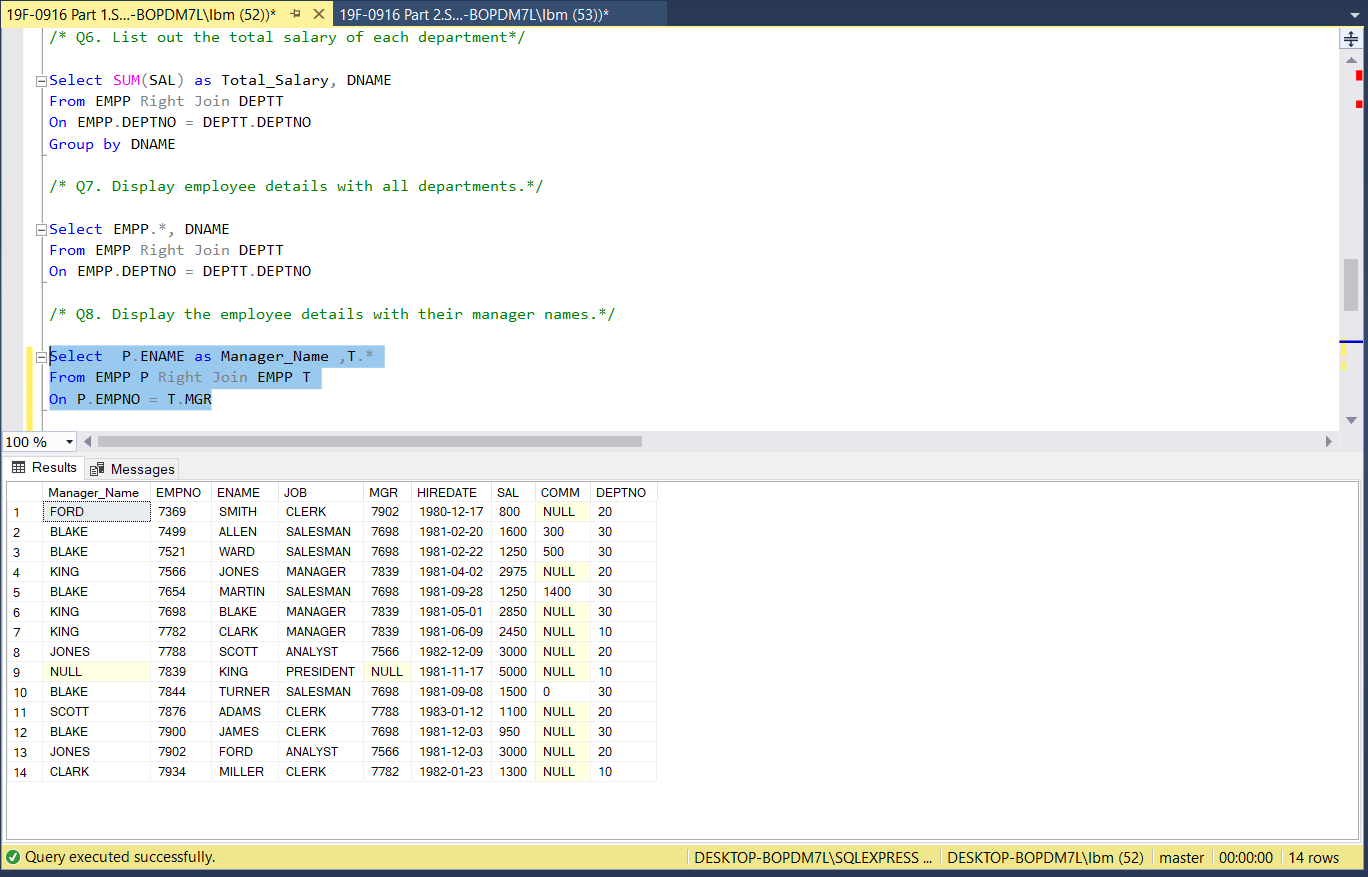 19F-0916 Part 1.S...-BOPDM7L\Ibm (52))* 19F-0916 Part 2.S...-BOPDM7L\Ibm (53))*
/* Q6. List out the total salary of each department*/
Select SUM(SAL) as Total_Salary, DNAME
From EMPP Right Join DEPTT
On EMPP.DEPTNO = DEPTT.DEPTNO
Group by DNAME
/* Q7. Display employee details with all departments.*/
Select EMPP.*, DNAME
From EMPP Right Join DEPTT
On EMPP.DEPTNO = DEPTT.DEPTNO
/* Q8. Display the employee details with their manager names.*/
Select P.ENAME as Manager_Name ,T.*
From EMPP P Right Join EMPP T
On P.EMPNO = T.MGR
100 %
Results Messages
Manager_Name EMPNO ENAME JOB MGR HIREDATE SAL COMM DEPTNO
1 FORD 7369 SMITH CLERK 7902 1980-12-17 800 NULL 20
2 BLAKE 7499 ALLEN SALESMAN 7698 1981-02-20 1600 300 30
3 BLAKE 7521 WARD SALESMAN 7698 1981-02-22 1250 500 30
4 KING 7566 JONES MANAGER 7839 1981-04-02 2975 NULL 20
5 BLAKE 7654 MARTIN SALESMAN 7698 1981-09-28 1250 1400 30
6 KING 7698 BLAKE MANAGER 7839 1981-05-01 2850 NULL 30
7 KING 7782 CLARK MANAGER 7839 1981-06-09 2450 NULL 10
8 JONES 7788 SCOTT ANALYST 7566 1982-12-09 3000 NULL 20
9 NULL 7839 KING PRESIDENT NULL 1981-11-17 5000 NULL 10
10 BLAKE 7844 TURNER SALESMAN 7698 1981-09-08 1500 0 30
11 SCOTT 7876 ADAMS CLERK 7788 1983-01-12 1100 NULL 20
12 BLAKE 7900 JAMES CLERK 7698 1981-12-03 950 NULL 30
13 JONES 7902 FORD ANALYST 7566 1981-12-03 3000 NULL 20
14 CLARK 7934 MILLER CLERK 7782 1982-01-23 1300 NULL 10
Query executed successfully. DESKTOP-BOPDM7L\SQLEXPRESS ... DESKTOP-BOPDM7L\Ibm (52) master 00:00:00 14 rows